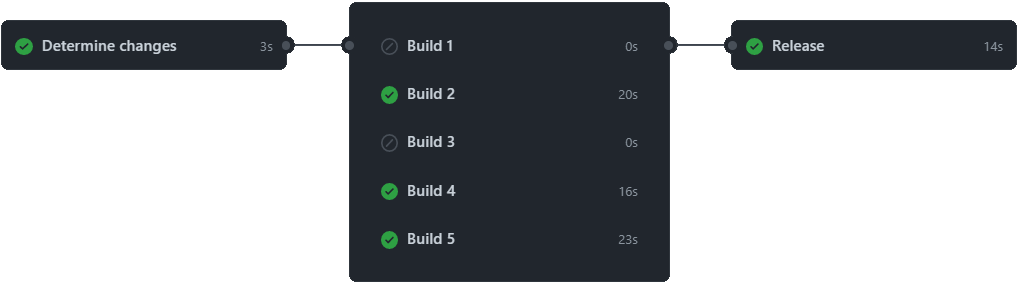 Determine changes 3s
Build 1 0s
Build 2 20s
Build 3 0s
Build 4 16s
Build 5 23s
Release 14s